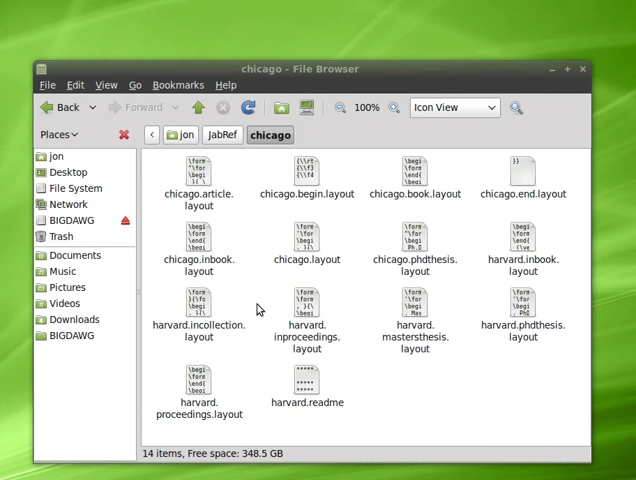 chicago - File Browser
File Edit View Go Bookmarks Help
Back Forward 100% Icon View
Places jon JabRef chicago
jon
Desktop
File System
Network
BIGDAWG
Trash
Documents
Music
Pictures
Videos
Downloads
BIGDAWG
chicago.article.
layout
chicago.begin.layout
chicago.book.layout
chicago.end.layout
chicago.inbook.
layout
chicago.layout
chicago.phdthesis.
layout
harvard.inbook.
layout
harvard.incollection.
layout
harvard.
inproceedings.
layout
harvard.
mastersthesis.
layout
harvard.phdthesis.
layout
harvard.
proceedings.layout
harvard.readme
14 items, Free space: 348.5 GB